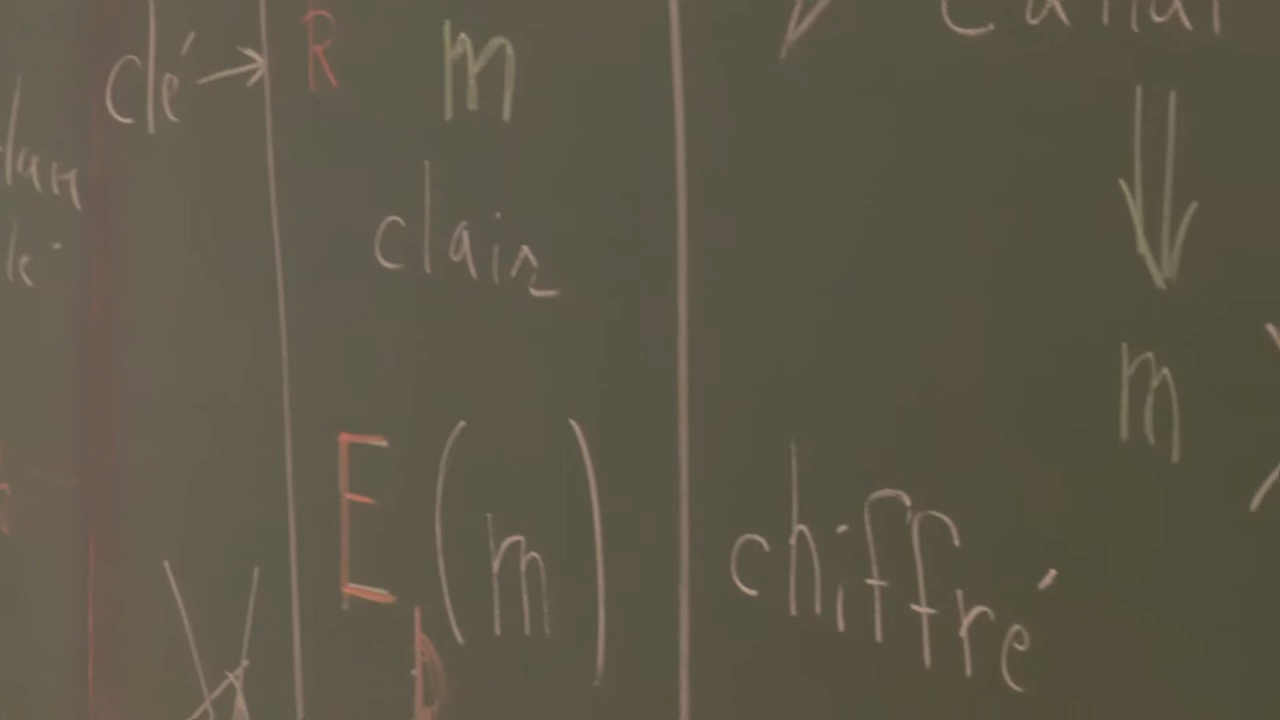 clé → R m
clair
m
E (m) chiffré